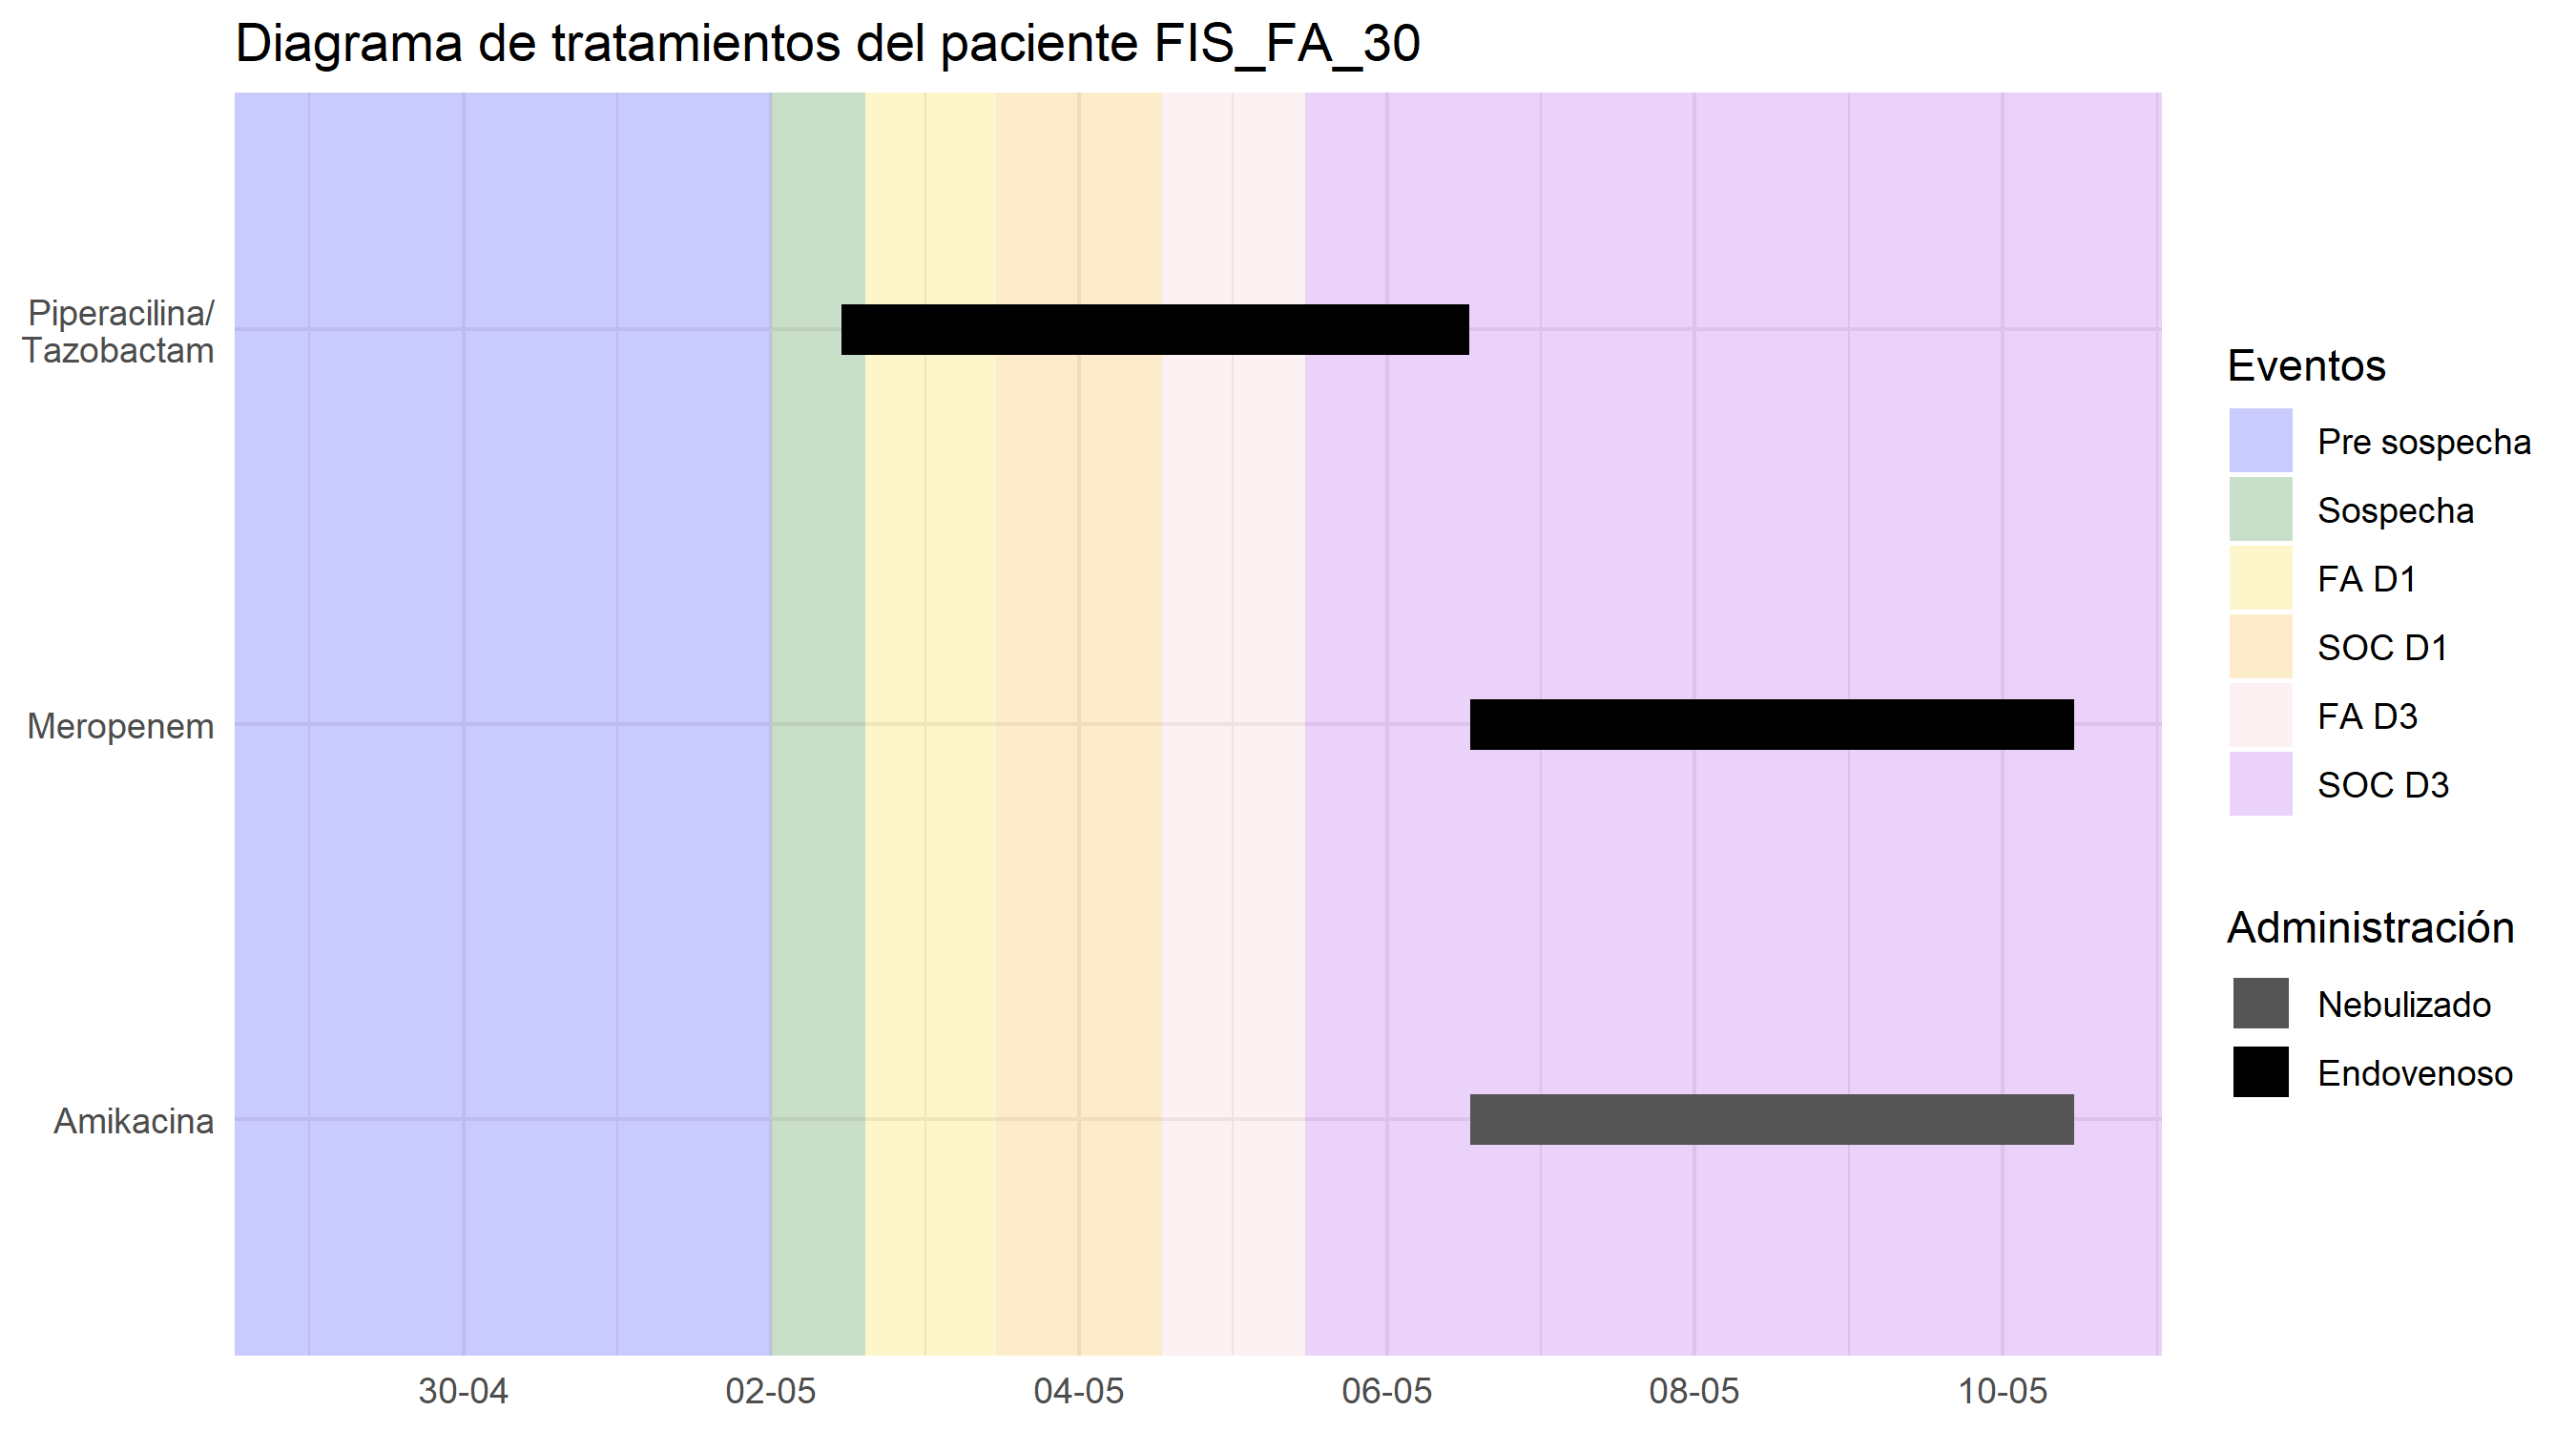 Diagrama de tratamientos del paciente FIS_FA_30
Piperacilina/
Tazobactam
Meropenem
Amikacina
30-04
02-05
04-05
06-05
08-05
10-05
Eventos
Pre sospecha
Sospecha
FA D1
SOC D1
FA D3
SOC D3
Administración
Nebulizado
Endovenoso